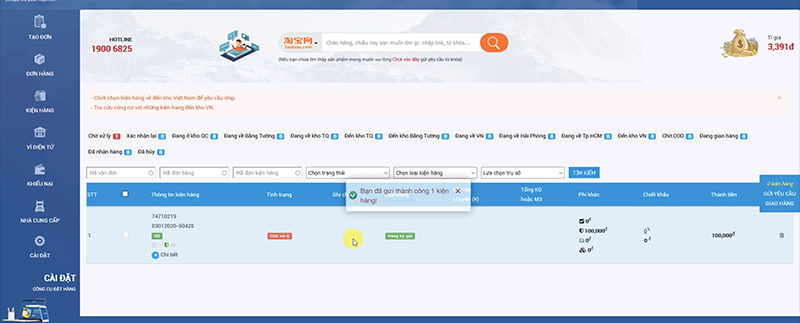 TẠO ĐƠN
ĐƠN HÀNG
KIỆN HÀNG
VÍ ĐIỆN TỬ
KHIẾU NẠI
NHÀ CUNG CẤP
CÀI ĐẶT
CÀI ĐẶT
CÔNG CỤ ĐẶT HÀNG
HOTLINE
1900 6825
淘宝网
taobao.com
Chào hằng, chiều nay bạn muốn tìm gì: nhập link, từ khóa...
(Nếu bạn chưa tìm thấy sản phẩm mong muốn vui lòng Click vào đây gửi yêu cầu từ khóa)
Tỉ giá
3,391đ
- Click chọn kiện hàng về đến kho Việt Nam để yêu cầu ship.
- Tra cứu công nợ với những kiện hàng đến kho VN
Chờ xử lý 1 Xác nhận lại 0 Đang ở kho QC 0 Đang về Bằng Tường 0 Đang về kho TQ 0 Đến kho TQ 0 Đến kho Bằng Tường 0 Đang về VN 0 Đang về Hải Phòng 0 Đang về Tp.HCM 0 Đến kho VN 0 Chờ COD 0 Đang giao hàng 0
Đã nhận hàng 0 Đã hủy 0
Mã vận đơn Mã đơn hàng Mã đơn kiện hàng Chọn trạng thái Chọn loại kiện hàng Lựa chọn trụ sở TÌM KIẾM
0 kiện hàng
GỬI YÊU CẦU
GIAO HÀNG
Bạn đã gửi thành công 1 kiện
hàng!
STT Thông tin kiện hàng Tình trạng Ghi ch chuyển (¥) Tổng KG
hoặc M3 Phí khác Chiết khấu Thành tiền
1
74710219
03012020-50428
Chi tiết
Chờ xử lý
Hàng ký gửi
0đ
100,000đ
0đ
0đ
0đ
100,000đ